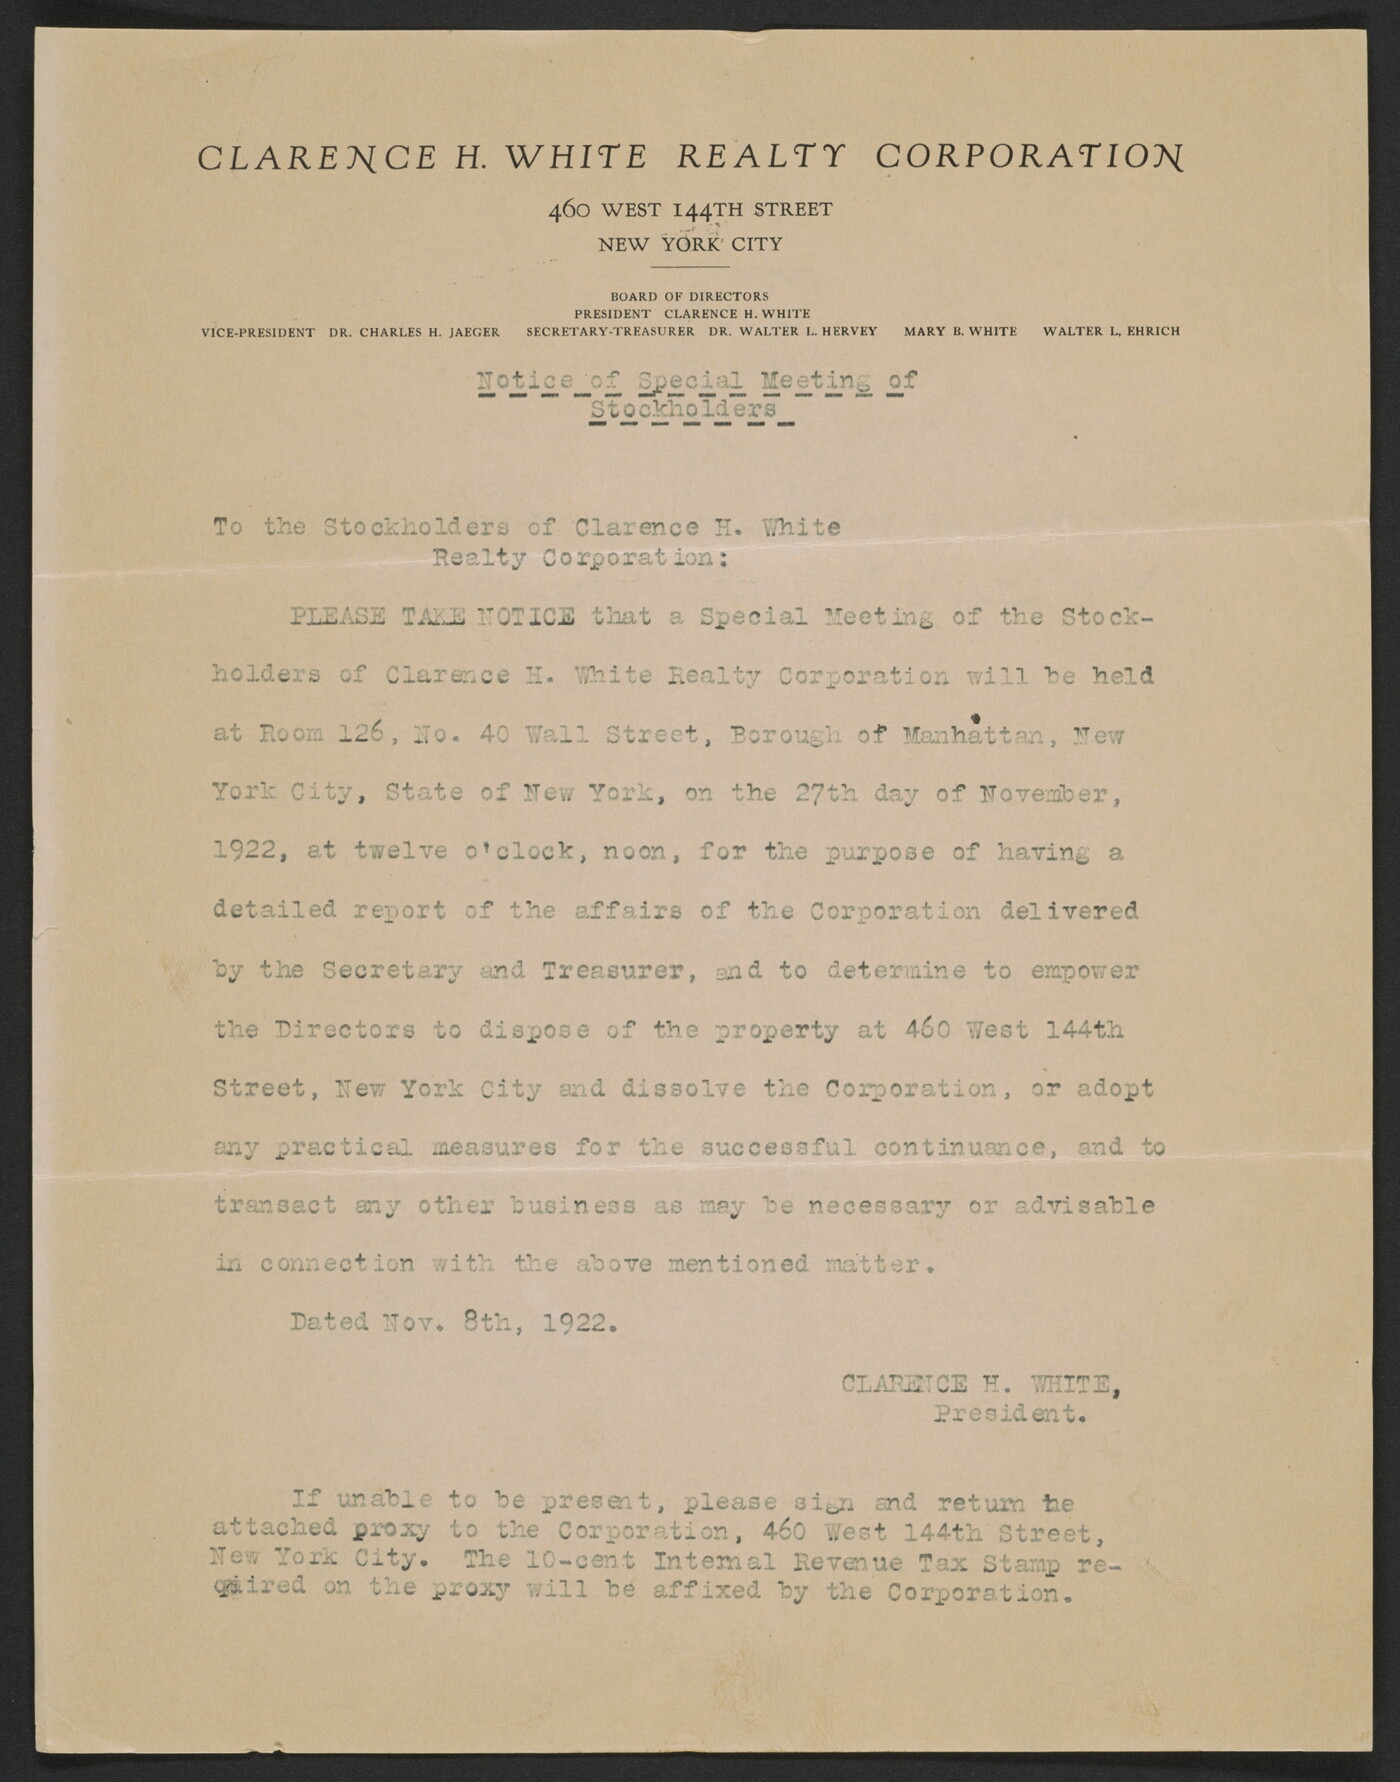 CLARENCE H. WHITE REALTY CORPORATION
460 WEST 144TH STREET
NEW YORK CITY
BOARD OF DIRECTORS
PRESIDENT CLARENCE H. WHITE
VICE-PRESIDENT DR. CHARLES H. JAEGER SECRETARY-TREASURER DR. WALTER L. HERVEY MARY B. WHITE WALTER L. EHRICH
Notice of Special Meeting of
Stockholders
To the Stockholders of Clarence H. White
Realty Corporation:
PLEASE TAKE NOTICE that a Special Meeting of the Stock-
holders of Clarence H. White Realty Corporation will be held
at Room 126, No. 40 Wall Street, Borough of Manhattan, New
York City, State of New York, on the 27th day of November,
1922, at twelve o'clock, noon, for the purpose of having a
detailed report of the affairs of the Corporation delivered
by the Secretary and Treasurer, and to determine to empower
the Directors to dispose of the property at 460 West 144th
Street, New York City and dissolve the Corporation, or adopt
any practical measures for the successful continuance, and to
transact any other business as may be necessary or advisable
in connection with the above mentioned matter.
Dated Nov. 8th, 1922.
CLARENCE H. WHITE,
President.
If unable to be present, please sign and return he
attached proxy to the Corporation, 460 West 144th Street,
New York City. The 10-cent Internal Revenue Tax Stamp re-
quired on the proxy will be affixed by the Corporation.